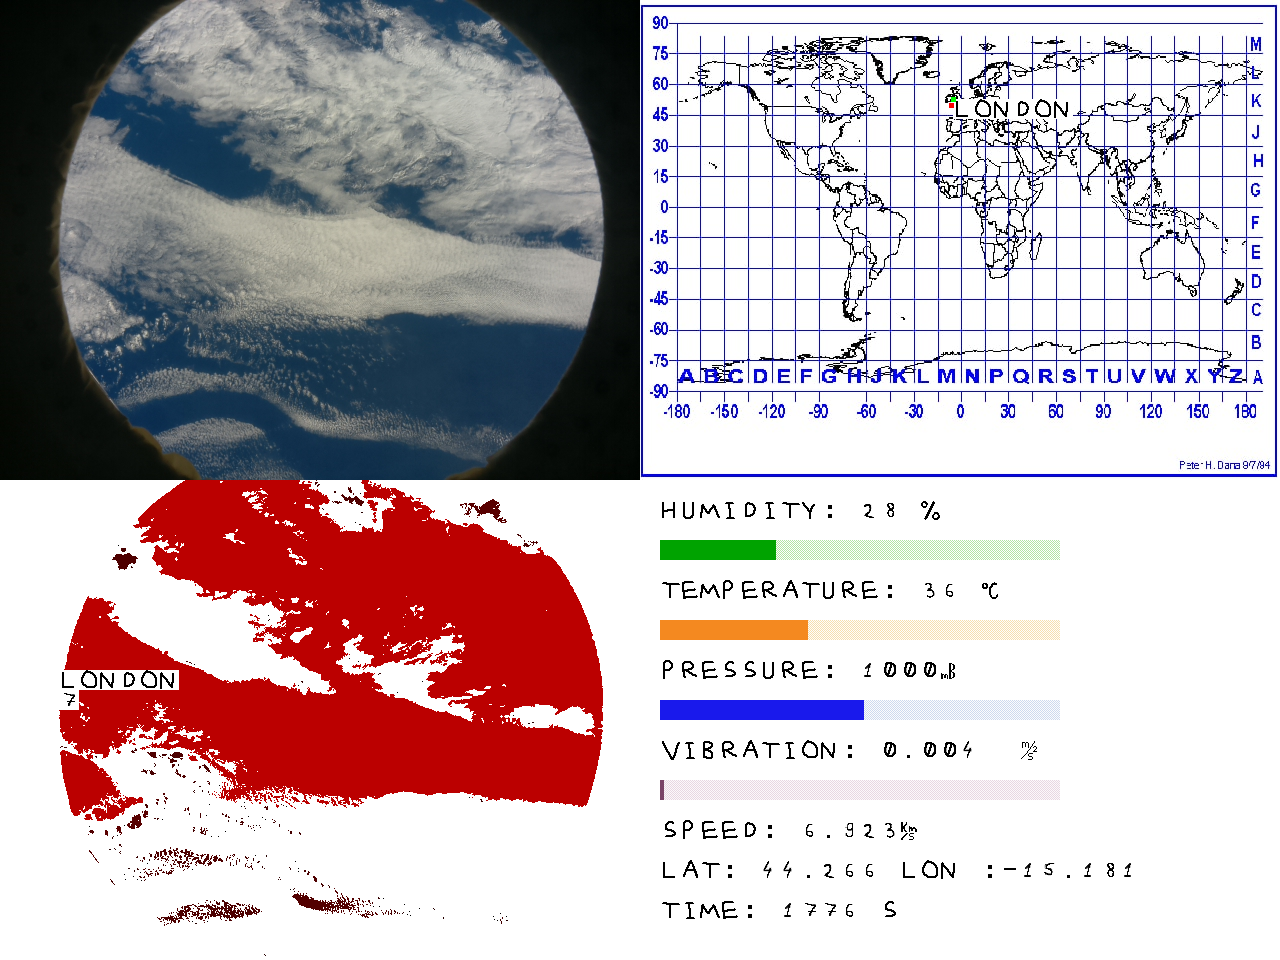 90
75
60
45
30
15
0
-15
-30
-45
-60
-75
-90
M
L
K
J
H
G
F
E
D
C
B
A
LONDON
A B C D E F G H J K L M N P Q R S T U V W X Y Z
-180 -150 -120 -90 -60 -30 0 30 60 90 120 150 180
Peter H. Dana 9/7/94
LONDON
7
HUMIDITY: 28 %
TEMPERATURE: 36 °C
PRESSURE: 1000mB
VIBRATION: 0.004 m/s²
SPEED: 6.923Km/s
LAT: 44.266 LON :-15.181
TIME: 1776 S